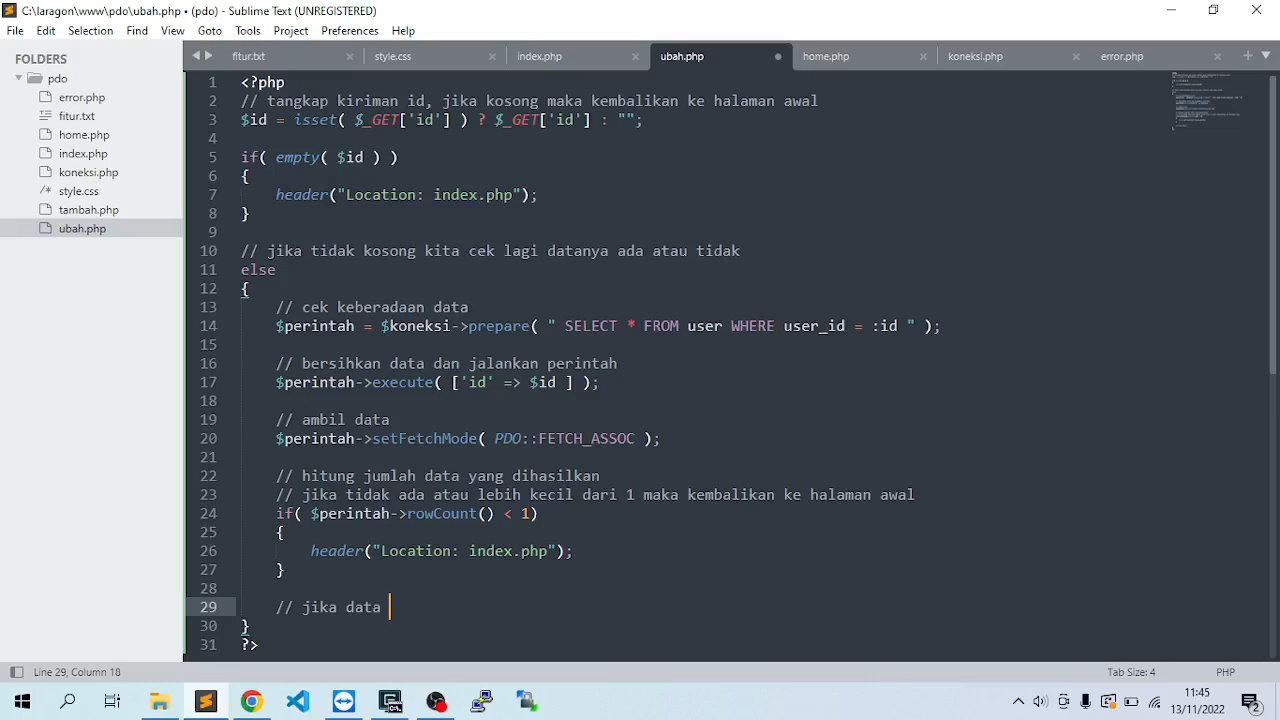 C:\laragon\www\pdo\ubah.php • (pdo) - Sublime Text (UNREGISTERED)
File Edit Selection Find View Goto Tools Project Preferences Help
FOLDERS
pdo
error.php
fitur.txt
home.php
index.php
koneksi.php
style.css
tambah.php
ubah.php
fitur.txt style.css index.php ubah.php home.php koneksi.php error.php
1 <?php
2 // tangkap kiriman id, jika kosong maka kembalikan ke halaman awal
3 $id = isset( $_GET['id'] ) ? $_GET['id'] : "";
4
5 if( empty( $id ) )
6 {
7 header("Location: index.php");
8 }
9
10 // jika tidak kosong kita cek lagi datanya ada atau tidak
11 else
12 {
13 // cek keberadaan data
14 $perintah = $koneksi->prepare( " SELECT * FROM user WHERE user_id = :id " );
15
16 // bersihkan data dan jalankan perintah
17 $perintah->execute( ['id' => $id ] );
18
19 // ambil data
20 $perintah->setFetchMode( PDO::FETCH_ASSOC );
21
22 // hitung jumlah data yang dihasilkan
23 // jika tidak ada atau lebih kecil dari 1 maka kembalikan ke halaman awal
24 if( $perintah->rowCount() < 1)
25 {
26 header("Location: index.php");
27 }
28
29 // jika data
30 }
31 ?>
Line 29, Column 18 Tab Size: 4 PHP
11:45
13/11/2022
2